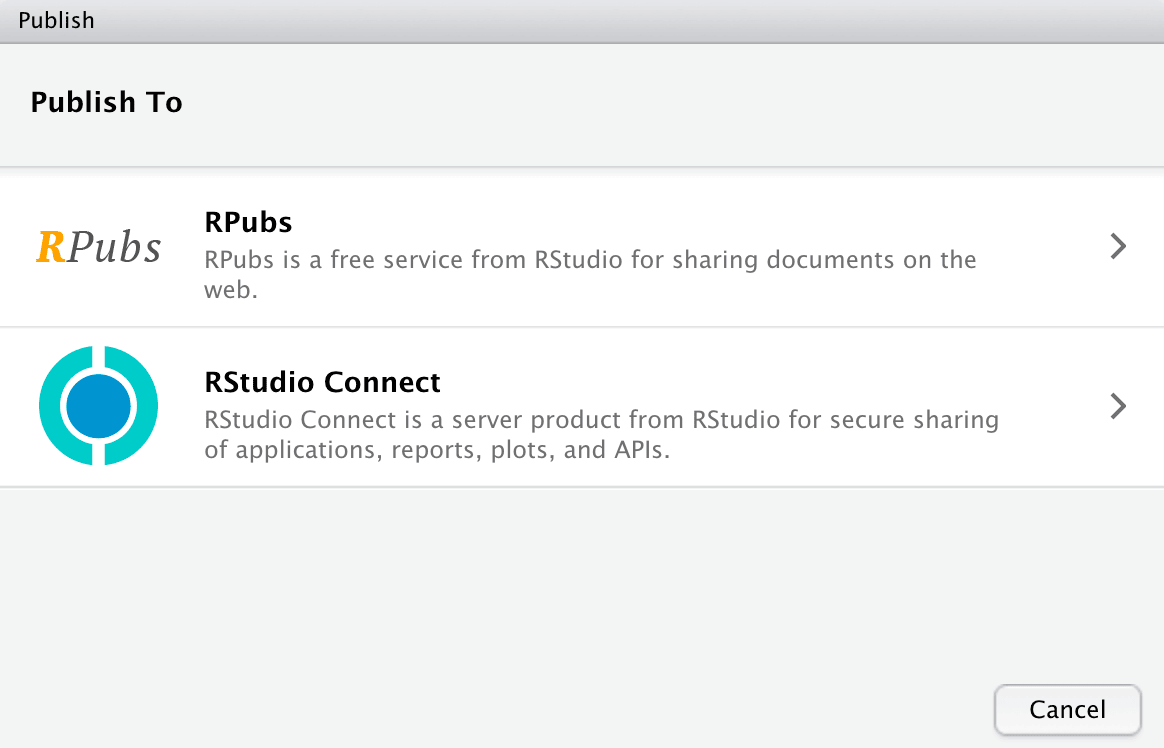 Publish
Publish To
RPubs
RPubs
RPubs is a free service from RStudio for sharing documents on the
web.
RStudio Connect
RStudio Connect is a server product from RStudio for secure sharing
of applications, reports, plots, and APIs.
Cancel